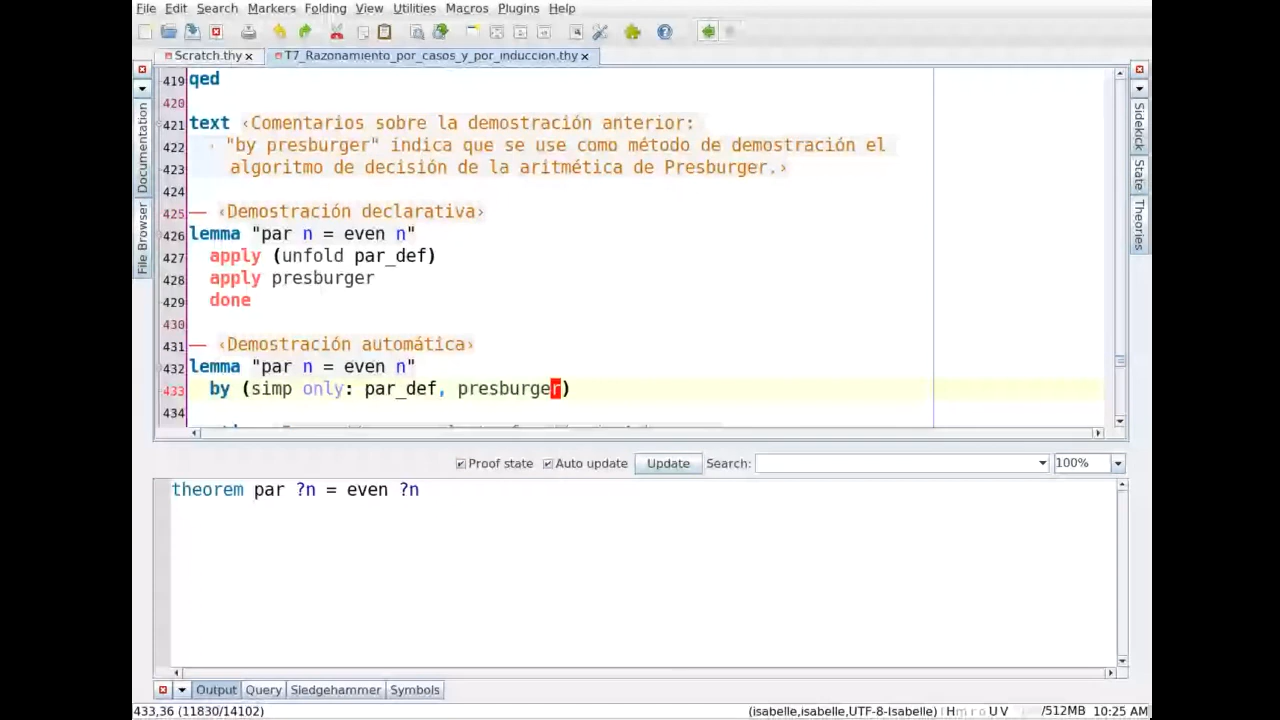 File Edit Search Markers Folding View Utilities Macros Plugins Help
Scratch.thy T7_Razonamiento_por_casos_y_por_induccion.thy
419 qed
420
421 text ‹Comentarios sobre la demostración anterior:
422 · "by presburger" indica que se use como método de demostración el
423 algoritmo de decisión de la aritmética de Presburger.›
424
425 — ‹Demostración declarativa›
426 lemma "par n = even n"
427 apply (unfold par_def)
428 apply presburger
429 done
430
431 — ‹Demostración automática›
432 lemma "par n = even n"
433 by (simp only: par_def, presburger)
434
Documentation
File Browser
Sidekick
State
Theories
Proof state Auto update Update Search: 100%
theorem par ?n = even ?n
Output Query Sledgehammer Symbols
433,36 (11830/14102) (isabelle,isabelle,UTF-8-Isabelle) H m r o U V /512MB 10:25 AM